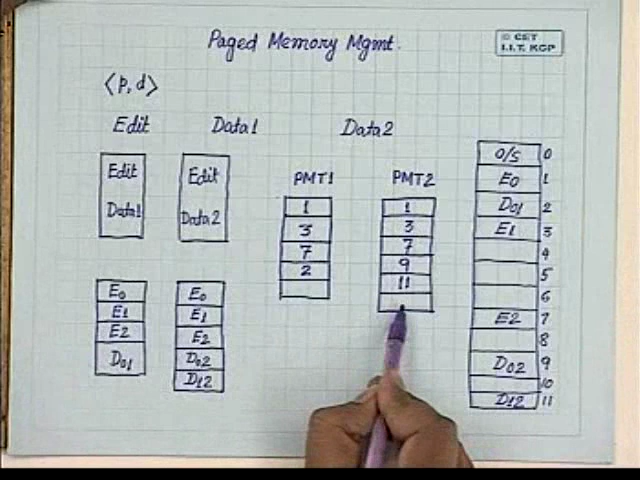 Paged Memory Mgmt.
© CET
I.I.T. KGP
<p, d>
Edit Data1 Data2
Edit
Data1
Edit
Data2
E0
E1
E2
D01
E0
E1
E2
D02
D12
PMT1
1
3
7
2
PMT2
1
3
7
9
11
O/S 0
E0 1
D01 2
E1 3
4
5
6
E2 7
8
D02 9
10
D12 11